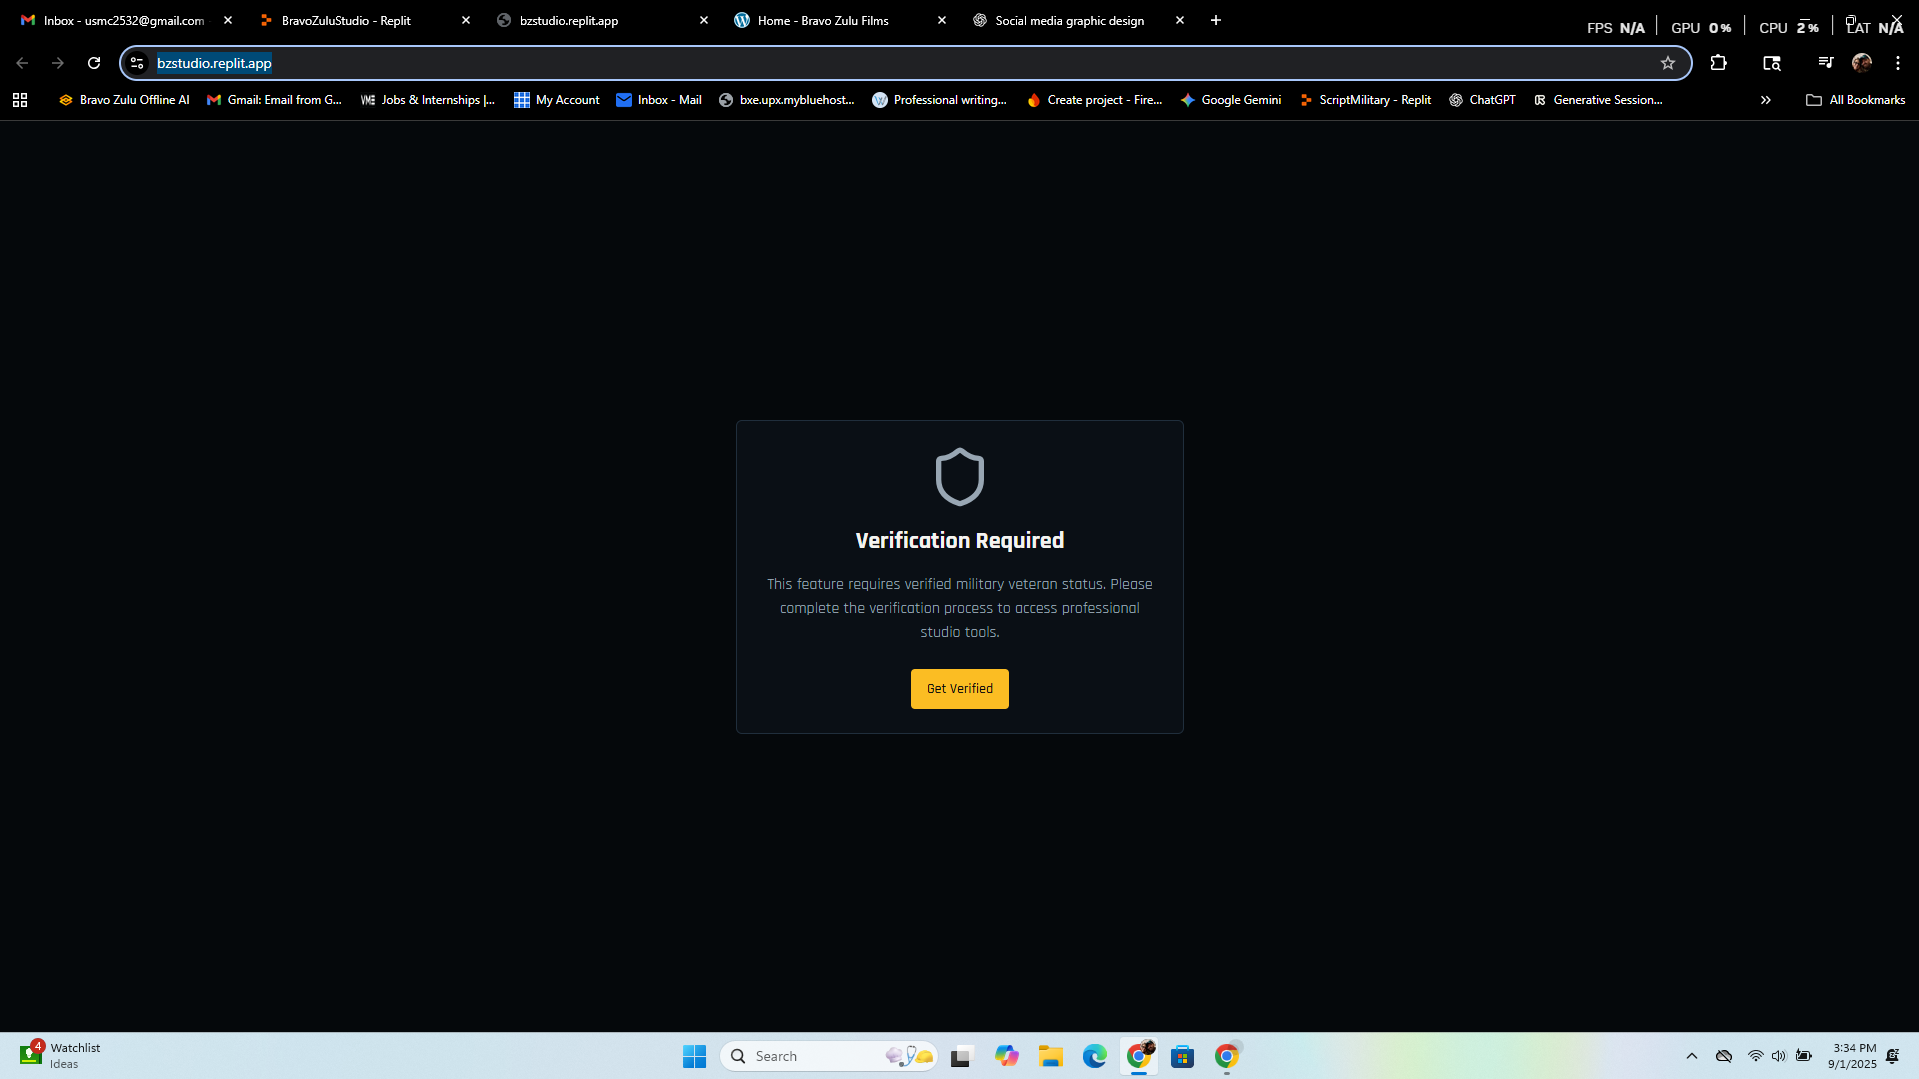 Inbox - usmc2532@gmail.com
BravoZuluStudio - Replit
bzstudio.replit.app
Home - Bravo Zulu Films
Social media graphic design
FPS N/A
GPU 0%
CPU 2%
LAT N/A
bzstudio.replit.app
Bravo Zulu Offline AI
Gmail: Email from G...
Jobs & Internships |...
My Account
Inbox - Mail
bxe.upx.mybluehost...
Professional writing...
Create project - Fire...
Google Gemini
ScriptMilitary - Replit
ChatGPT
Generative Session...
All Bookmarks
Verification Required
This feature requires verified military veteran status. Please
complete the verification process to access professional
studio tools.
Get Verified
4
Watchlist
Ideas
Search
3:34 PM
9/1/2025